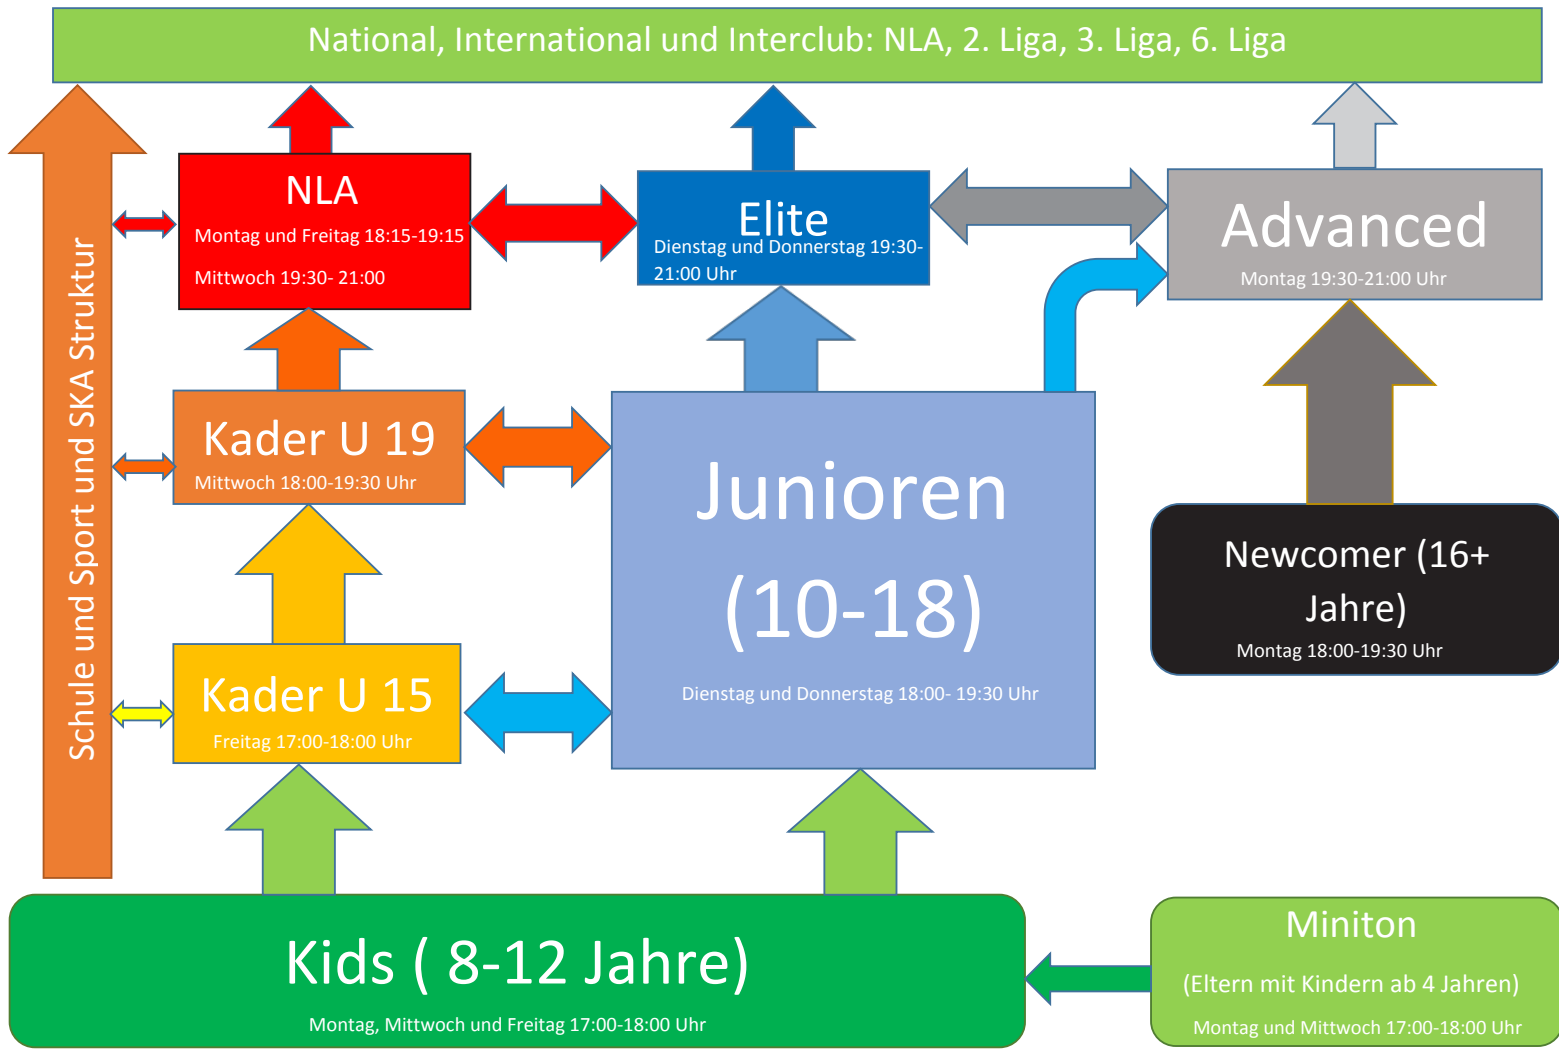 National, International und Interclub: NLA, 2. Liga, 3. Liga, 6. Liga
Schule und Sport und SKA Struktur
NLA
Montag und Freitag 18:15-19:15
Mittwoch 19:30- 21:00
Elite
Dienstag und Donnerstag 19:30-
21:00 Uhr
Advanced
Montag 19:30-21:00 Uhr
Kader U 19
Mittwoch 18:00-19:30 Uhr
Junioren
(10-18)
Dienstag und Donnerstag 18:00- 19:30 Uhr
Newcomer (16+
Jahre)
Montag 18:00-19:30 Uhr
Kader U 15
Freitag 17:00-18:00 Uhr
Kids ( 8-12 Jahre)
Montag, Mittwoch und Freitag 17:00-18:00 Uhr
Miniton
(Eltern mit Kindern ab 4 Jahren)
Montag und Mittwoch 17:00-18:00 Uhr